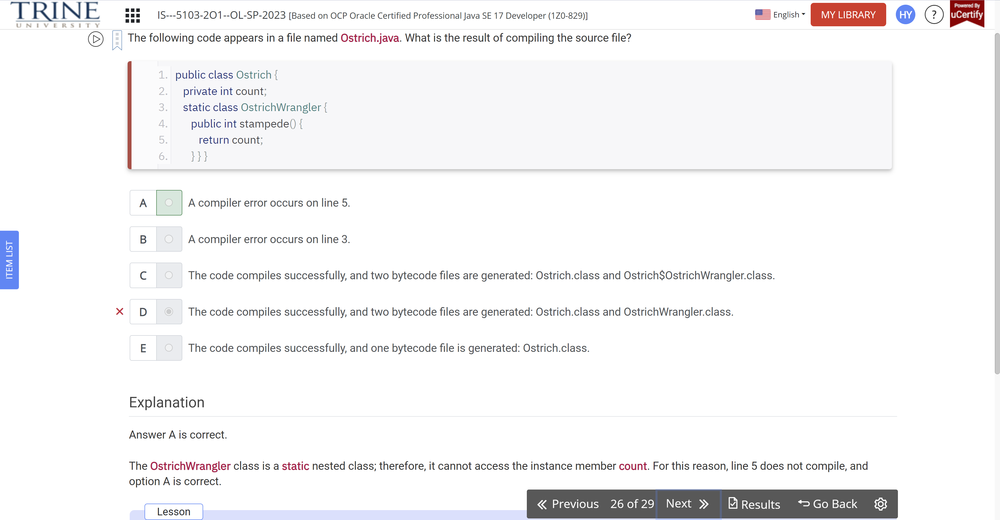 TRINE
UNIVERSITY
IS---5103-2O1--OL-SP-2023 [Based on OCP Oracle Certified Professional Java SE 17 Developer (1Z0-829)]
English
MY LIBRARY
HY
?
Powered By
uCertify
The following code appears in a file named Ostrich.java. What is the result of compiling the source file?
1. public class Ostrich {
2. private int count;
3. static class OstrichWrangler {
4. public int stampede() {
5. return count;
6. } } }
A A compiler error occurs on line 5.
B A compiler error occurs on line 3.
C The code compiles successfully, and two bytecode files are generated: Ostrich.class and Ostrich$OstrichWrangler.class.
D The code compiles successfully, and two bytecode files are generated: Ostrich.class and OstrichWrangler.class.
E The code compiles successfully, and one bytecode file is generated: Ostrich.class.
ITEM LIST
Explanation
Answer A is correct.
The OstrichWrangler class is a static nested class; therefore, it cannot access the instance member count. For this reason, line 5 does not compile, and
option A is correct.
Previous 26 of 29 Next Results Go Back
Lesson